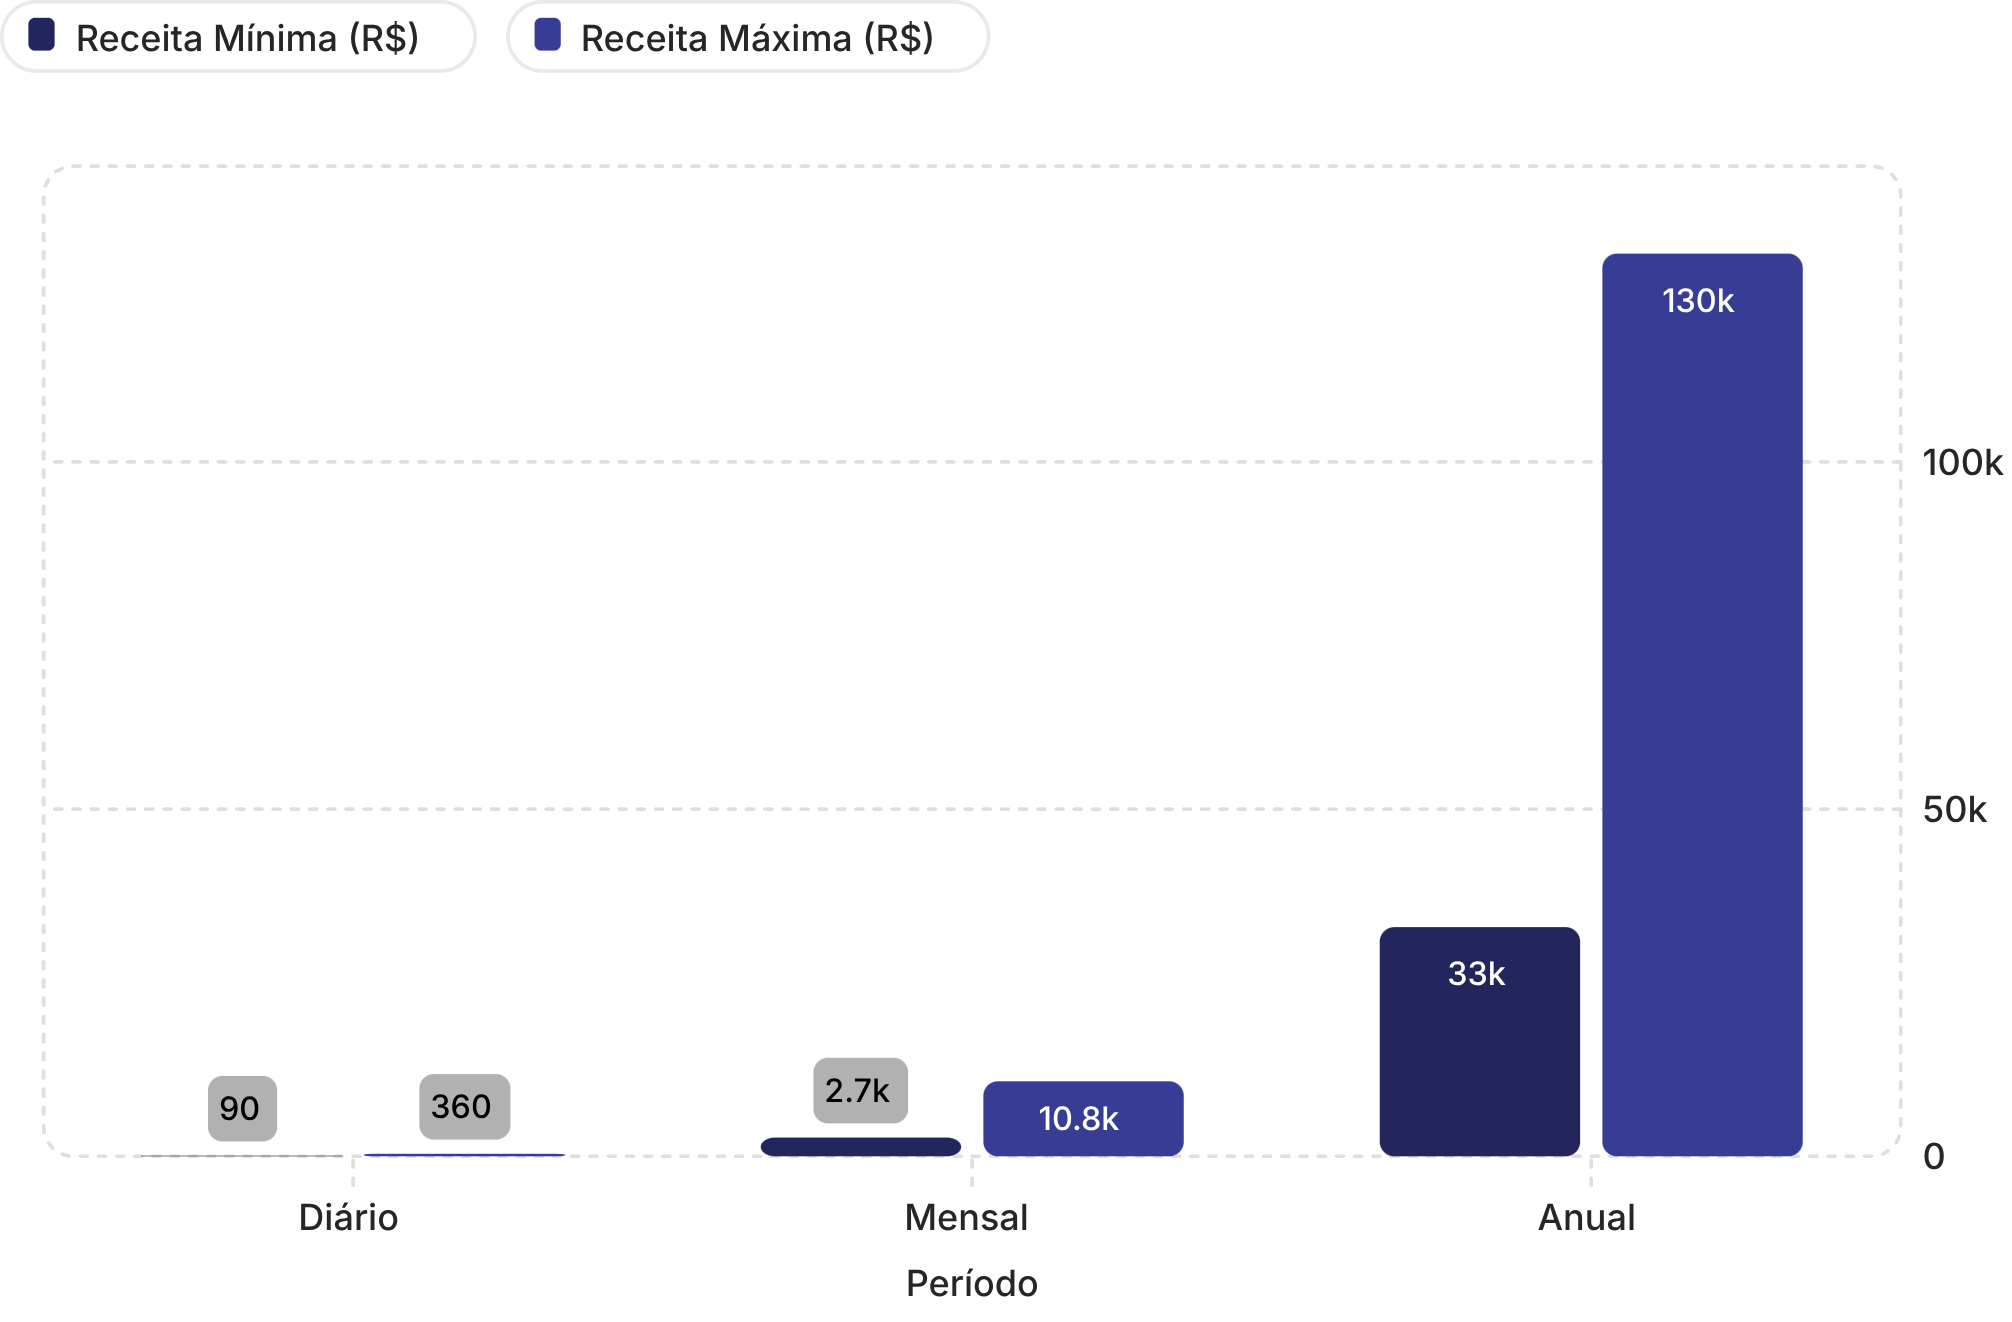 Receita Mínima (R$) Receita Máxima (R$)
130k
100k
50k
33k
2.7k
90 360 10.8k
0
Diário Mensal Anual
Período